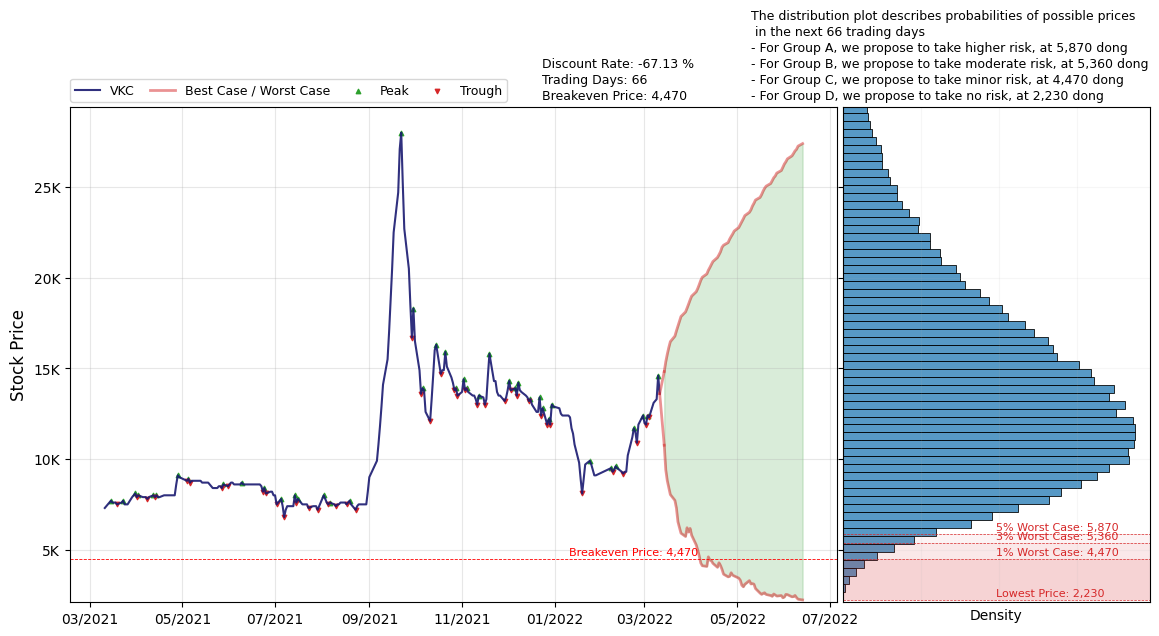 The distribution plot describes probabilities of possible prices
in the next 66 trading days
- For Group A, we propose to take higher risk, at 5,870 dong
- For Group B, we propose to take moderate risk, at 5,360 dong
- For Group C, we propose to take minor risk, at 4,470 dong
- For Group D, we propose to take no risk, at 2,230 dong
Discount Rate: -67.13 %
Trading Days: 66
Breakeven Price: 4,470
VKC
Best Case / Worst Case
Peak
Trough
Stock Price
25K
20K
15K
10K
5K
Breakeven Price: 4,470
5% Worst Case: 5,870
3% Worst Case: 5,360
1% Worst Case: 4,470
Lowest Price: 2,230
03/2021
05/2021
07/2021
09/2021
11/2021
01/2022
03/2022
05/2022
07/2022
Density